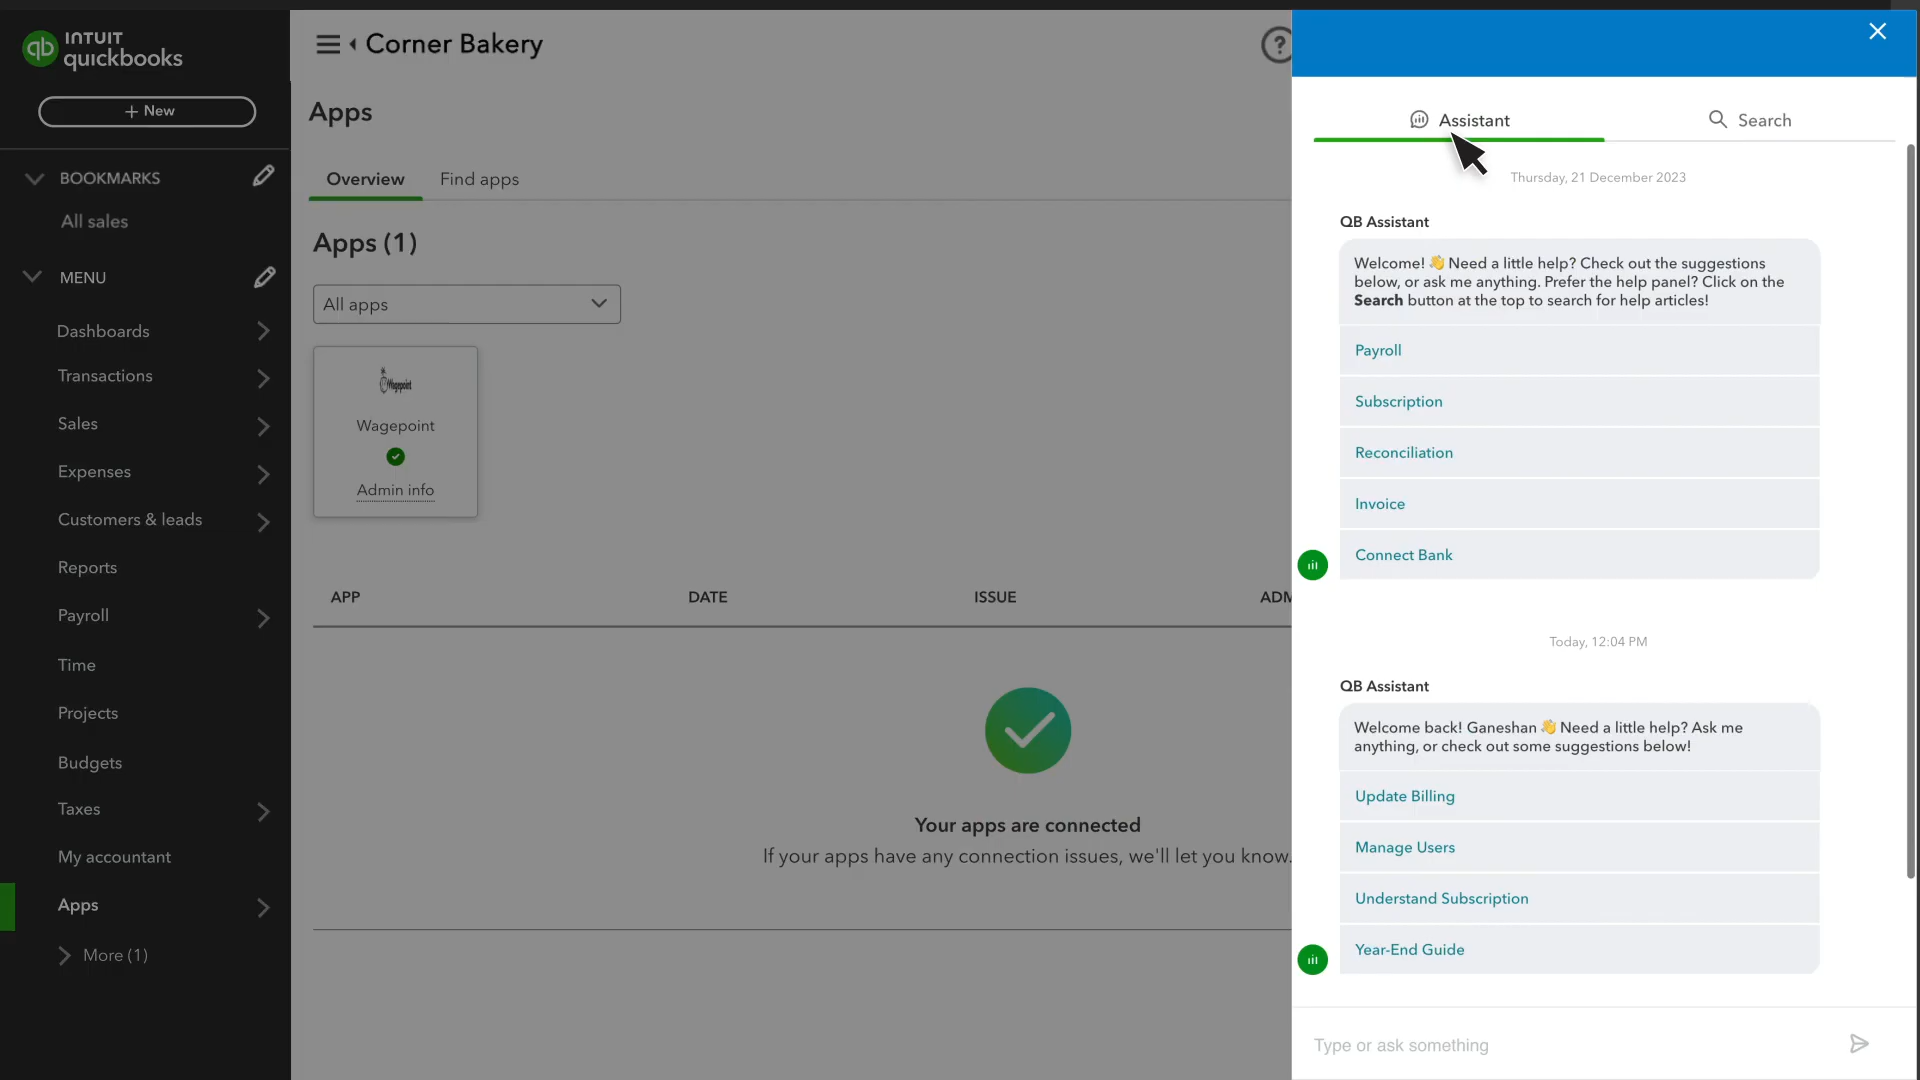 INTUIT
quickbooks
+ New
BOOKMARKS
All sales
MENU
Dashboards
Transactions
Sales
Expenses
Customers & leads
Reports
Payroll
Time
Projects
Budgets
Taxes
My accountant
Apps
More (1)
Corner Bakery
?
Apps
Overview
Find apps
Apps (1)
All apps
Wagepoint
Wagepoint
Admin info
APP DATE ISSUE ADM
Your apps are connected
If your apps have any connection issues, we'll let you know.
Assistant
Search
Thursday, 21 December 2023
QB Assistant
Welcome! 👋 Need a little help? Check out the suggestions
below, or ask me anything. Prefer the help panel? Click on the
Search button at the top to search for help articles!
Payroll
Subscription
Reconciliation
Invoice
Connect Bank
Today, 12:04 PM
QB Assistant
Welcome back! Ganeshan 👋 Need a little help? Ask me
anything, or check out some suggestions below!
Update Billing
Manage Users
Understand Subscription
Year-End Guide
Type or ask something